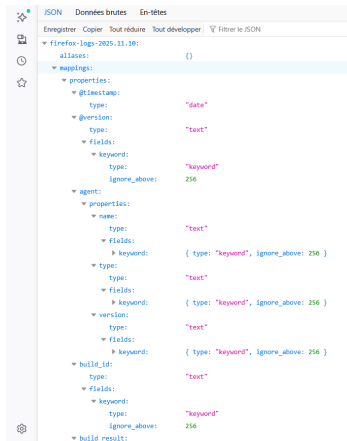 JSON Données brutes En-têtes
Enregistrer Copier Tout réduire Tout développer Filtrer le JSON
firefox-logs-2025.11.10:
aliases: {}
mappings:
properties:
@timestamp:
type: "date"
@version:
type: "text"
fields:
keyword:
type: "keyword"
ignore_above: 256
agent:
properties:
name:
type: "text"
fields:
keyword: { type: "keyword", ignore_above: 256 }
type:
type: "text"
fields:
keyword: { type: "keyword", ignore_above: 256 }
version:
type: "text"
fields:
keyword: { type: "keyword", ignore_above: 256 }
build_id:
type: "text"
fields:
keyword:
type: "keyword"
ignore_above: 256
build_result: